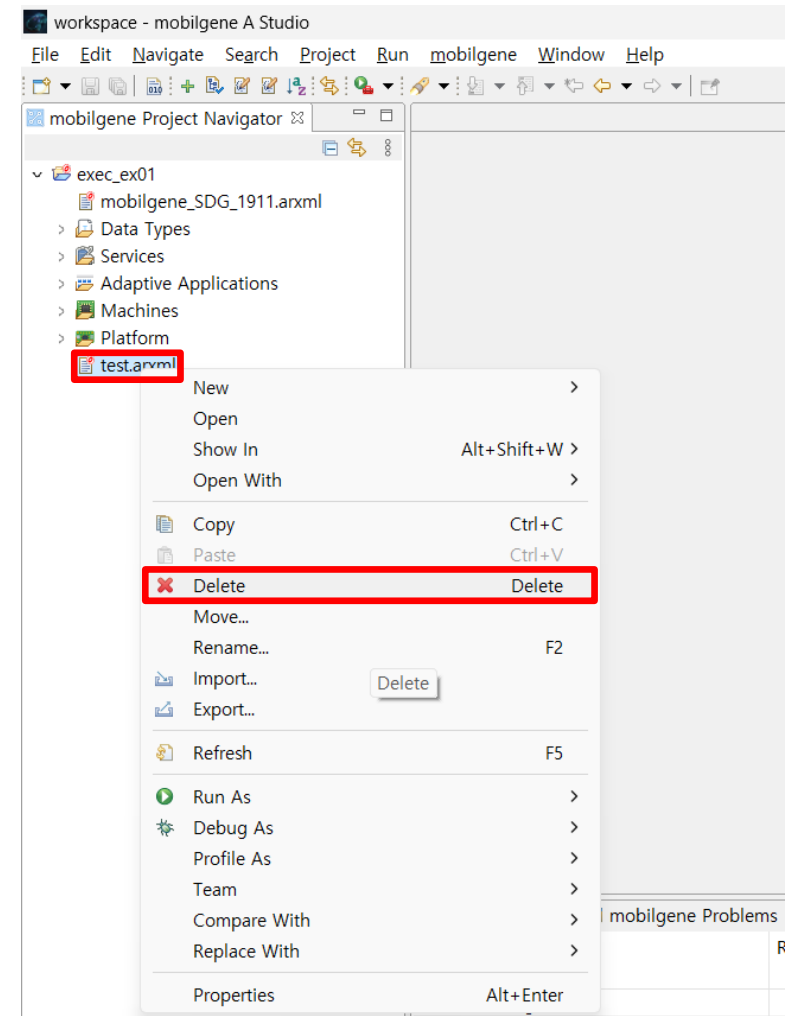 workspace - mobilgene A Studio
File Edit Navigate Search Project Run mobilgene Window Help
mobilgene Project Navigator
exec_ex01
mobilgene_SDG_1911.arxml
Data Types
Services
Adaptive Applications
Machines
Platform
test.arxml
New
Open
Show In Alt+Shift+W
Open With
Copy Ctrl+C
Paste Ctrl+V
Delete Delete
Move...
Rename... F2
Import...
Delete
Export...
Refresh F5
Run As
Debug As
Profile As
Team
Compare With
mobilgene Problems
Replace With
R
Properties Alt+Enter